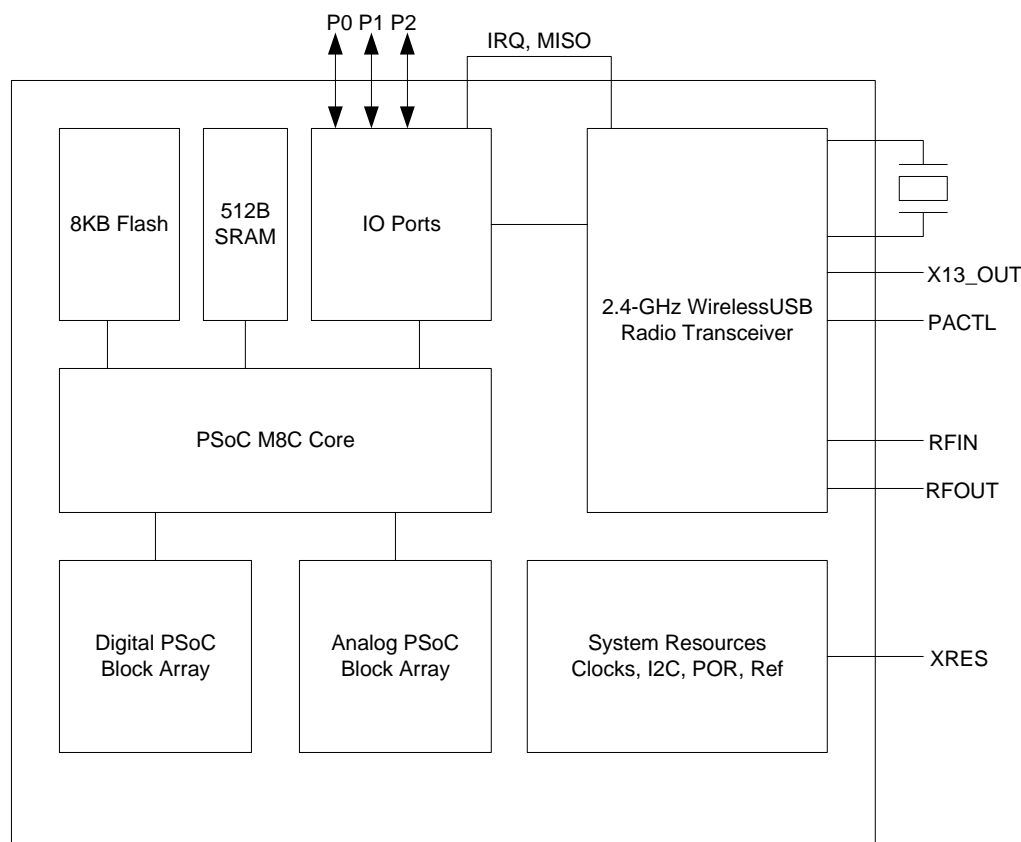 P0 P1 P2
IRQ, MISO
8KB Flash
512B
SRAM
IO Ports
2.4-GHz WirelessUSB
Radio Transceiver
X13_OUT
PACTL
RFIN
RFOUT
PSoC M8C Core
Digital PSoC
Block Array
Analog PSoC
Block Array
System Resources
Clocks, I2C, POR, Ref
XRES